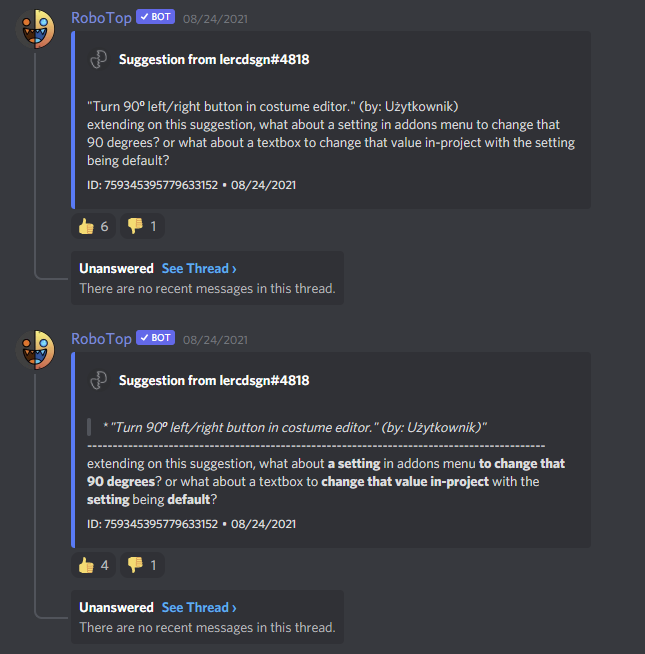 RoboTop ✓ BOT 08/24/2021
Suggestion from lercdsgn#4818
"Turn 90º left/right button in costume editor." (by: Użytkownik)
extending on this suggestion, what about a setting in addons menu to change that
90 degrees? or what about a textbox to change that value in-project with the setting
being default?
ID: 759345395779633152 • 08/24/2021
👍 6 👎 1
Unanswered See Thread ›
There are no recent messages in this thread.
RoboTop ✓ BOT 08/24/2021
Suggestion from lercdsgn#4818
*"Turn 90º left/right button in costume editor." (by: Użytkownik)"
------------------------------------------------------------------------------------------
extending on this suggestion, what about a setting in addons menu to change that
90 degrees? or what about a textbox to change that value in-project with the
setting being default?
ID: 759345395779633152 • 08/24/2021
👍 4 👎 1
Unanswered See Thread ›
There are no recent messages in this thread.